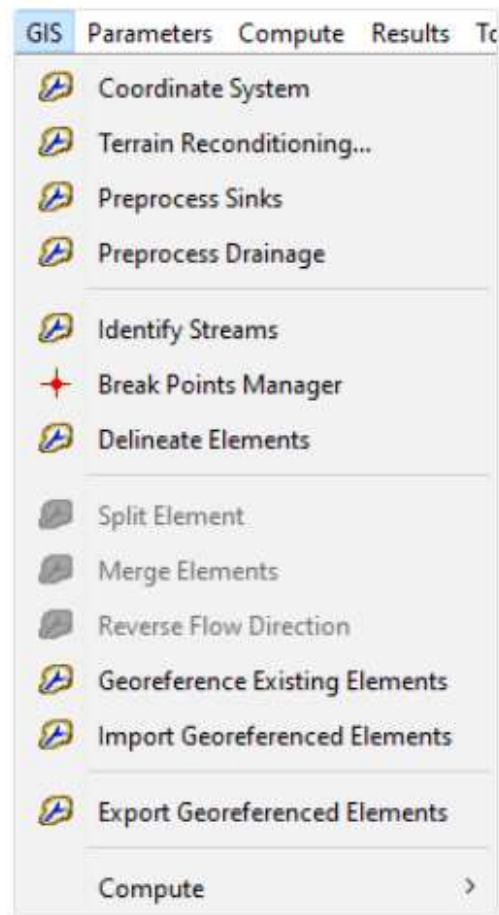 GIS Parameters Compute Results To
Coordinate System
Terrain Reconditioning...
Preprocess Sinks
Preprocess Drainage
Identify Streams
Break Points Manager
Delineate Elements
Split Element
Merge Elements
Reverse Flow Direction
Georeference Existing Elements
Import Georeferenced Elements
Export Georeferenced Elements
Compute